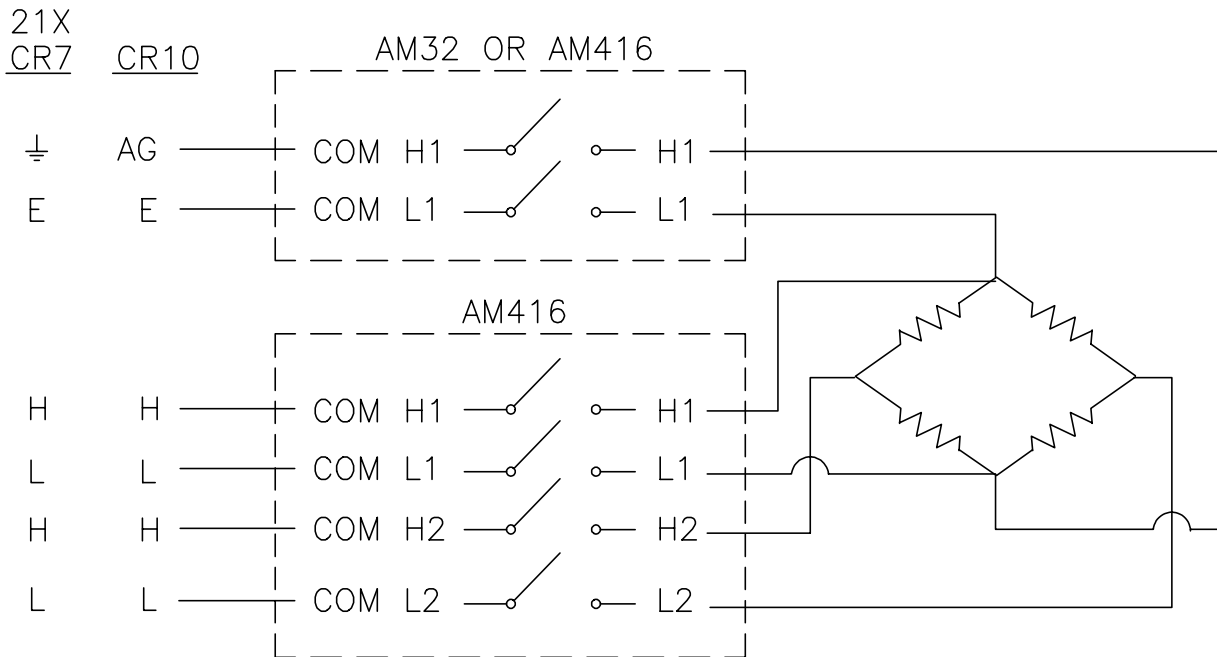 21X
CR7 CR10 AM32 OR AM416
AG COM H1 H1
E E COM L1 L1
AM416
H H COM H1 H1
L L COM L1 L1
H H COM H2 H2
L L COM L2 L2